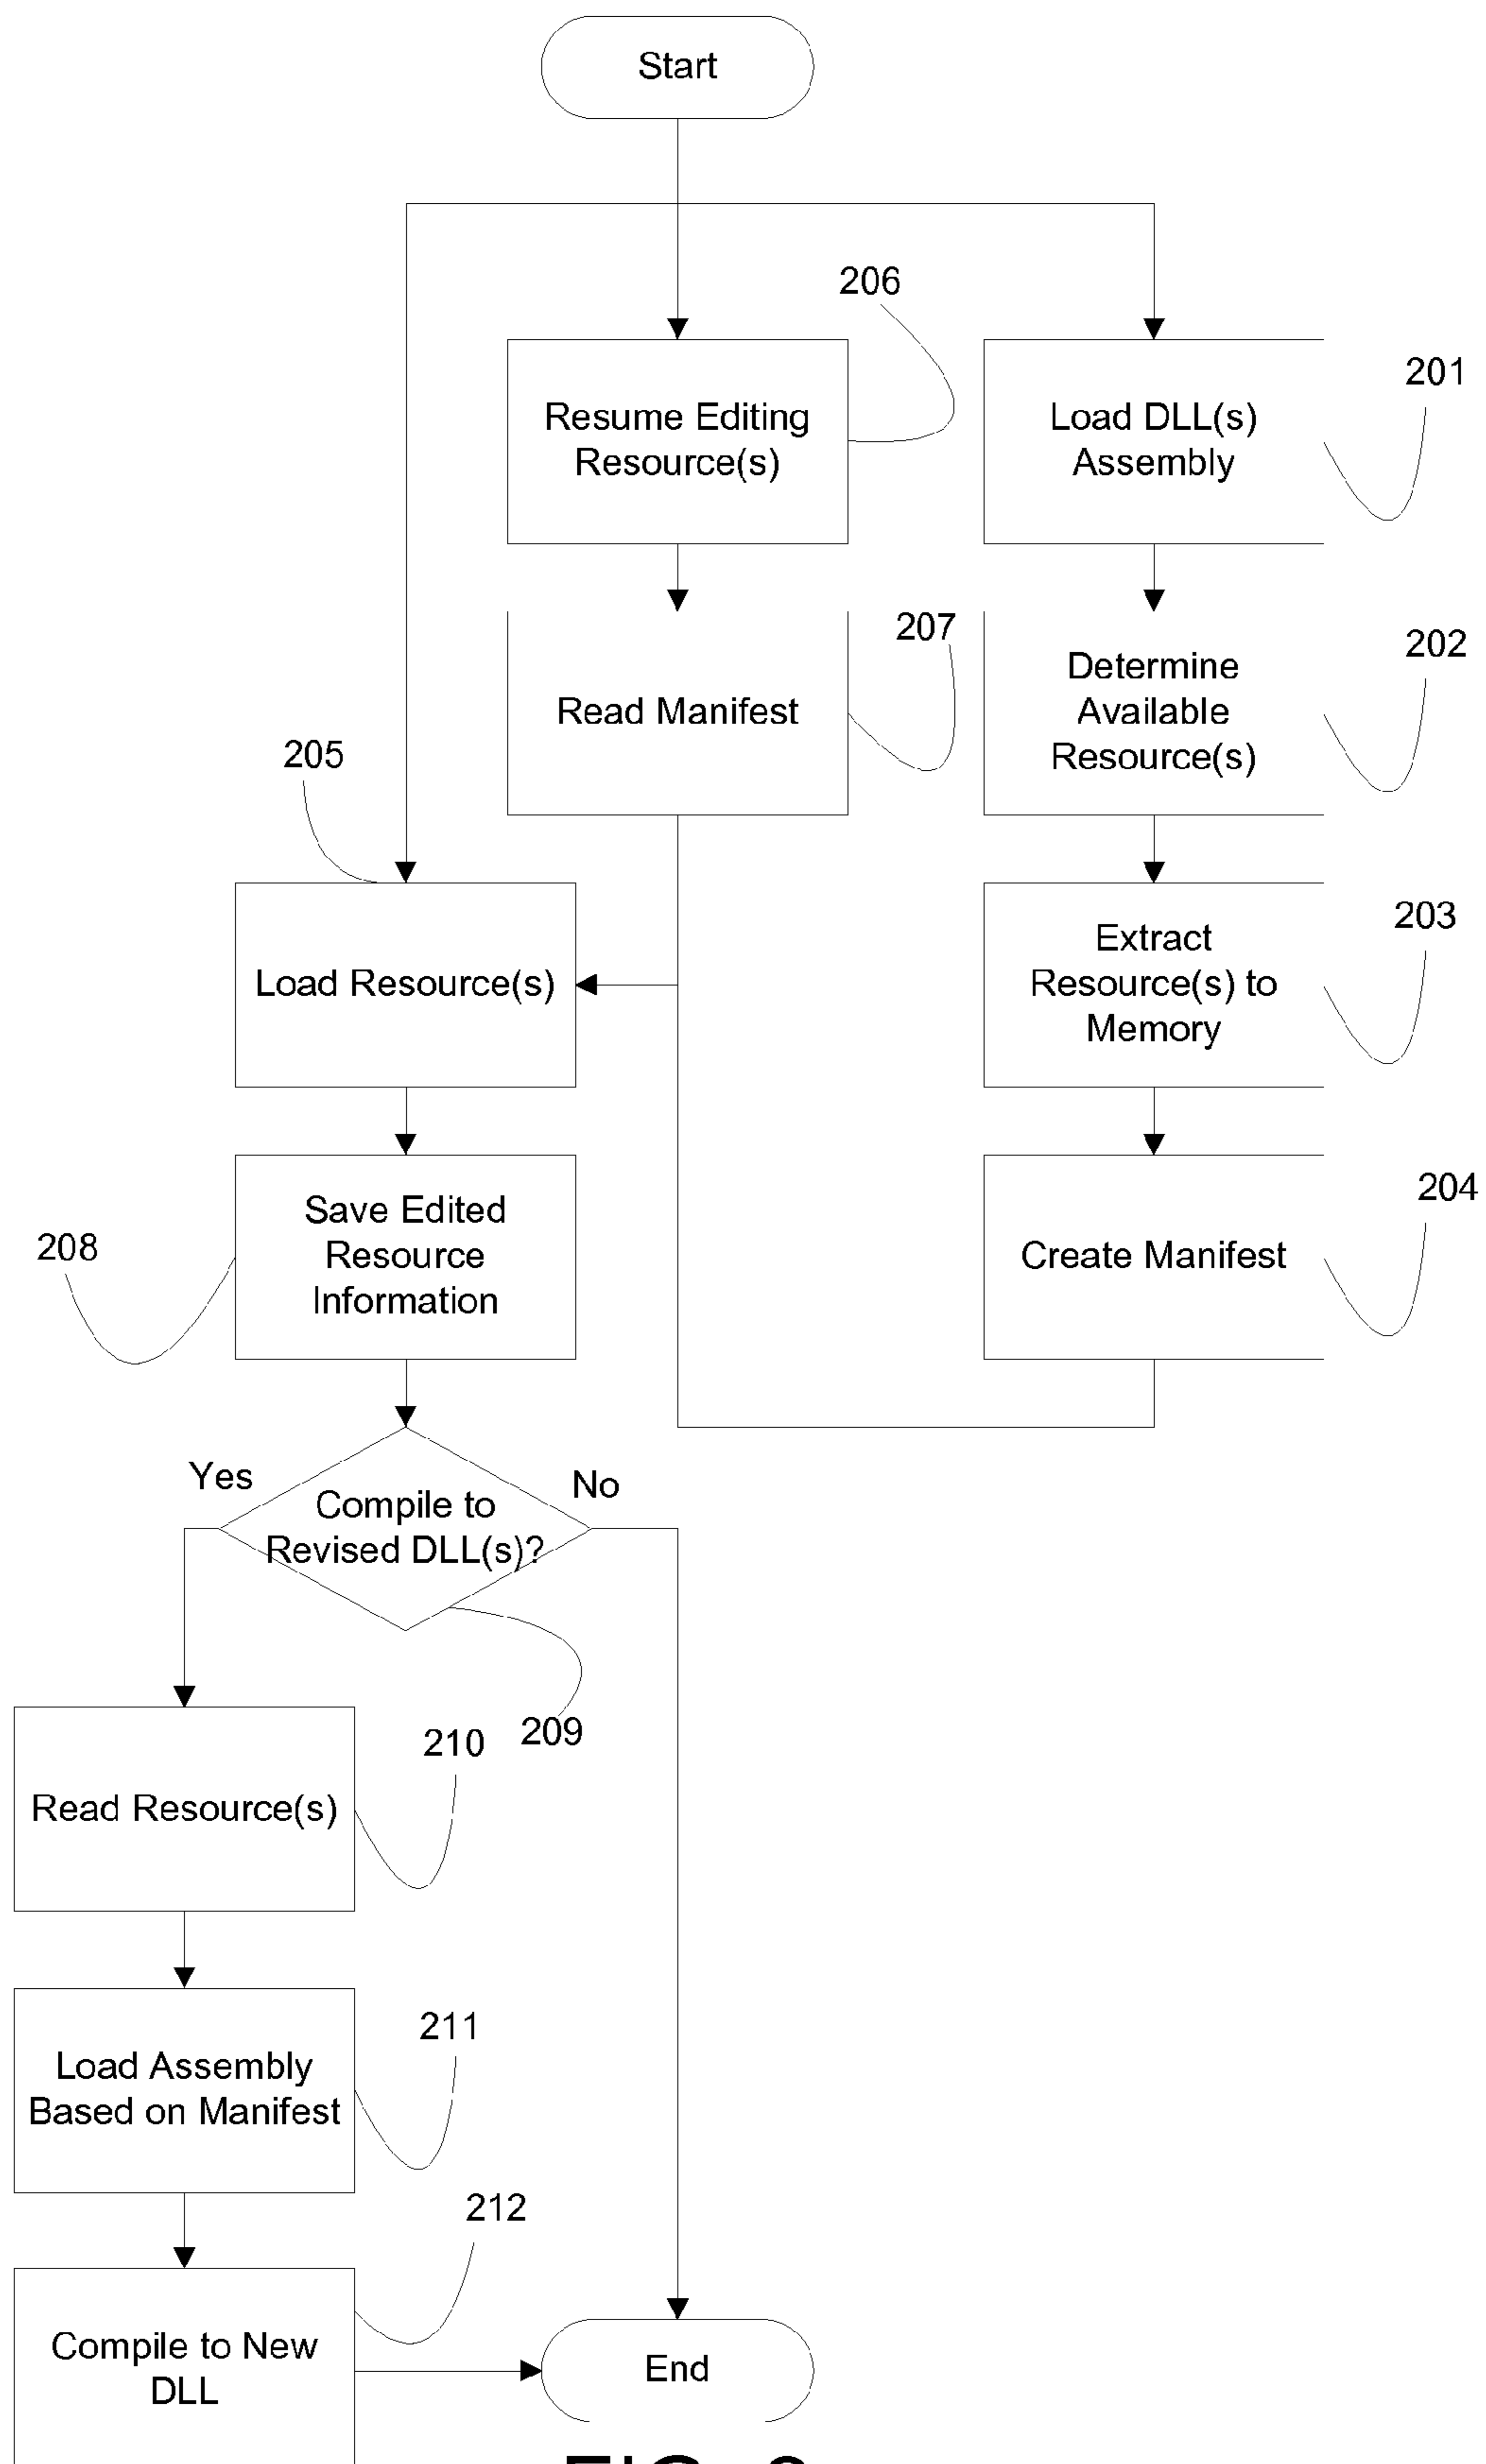 Start
206
201
Resume Editing
Resource(s)
Load DLL(s)
Assembly
207
202
Read Manifest
Determine
Available
Resource(s)
205
203
Load Resource(s)
Extract
Resource(s) to
Memory
204
208
Save Edited
Resource
Information
Create Manifest
Yes
No
Compile to
Revised DLL(s)?
209
210
Read Resource(s)
211
Load Assembly
Based on Manifest
212
Compile to New
DLL
End